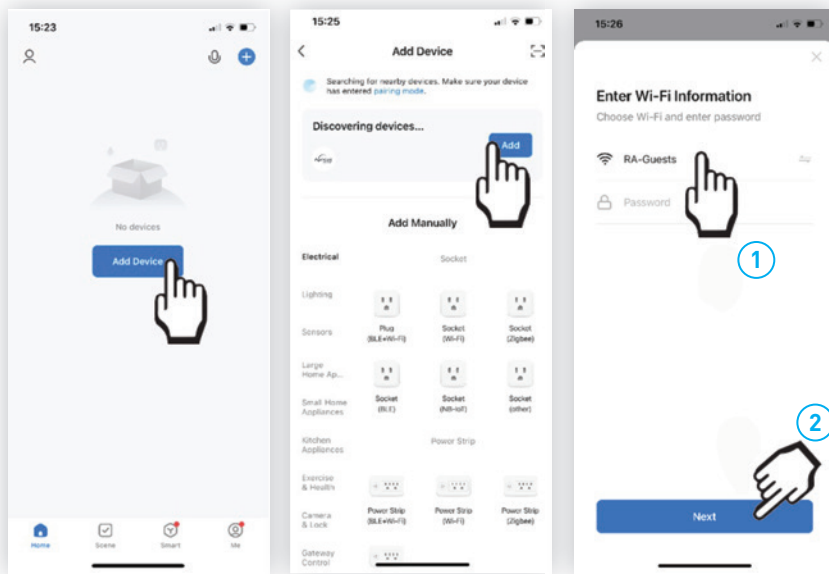 15:23
No devices
Add Device
Home
Scene
Smart
Me
15:25
Add Device
Searching for nearby devices. Make sure your device
has entered pairing mode.
Discovering devices...
Add
Add Manually
Electrical
Socket
Lighting
Sensors
Plug
(BLE+Wi-Fi)
Socket
(Wi-Fi)
Socket
(Zigbee)
Large
Home Ap...
Small Home
Appliances
Socket
(BLE)
Socket
(NB-IoT)
Socket
(other)
Kitchen
Appliances
Power Strip
Exercise
& Health
Camera
& Lock
Power Strip
(BLE+Wi-Fi)
Power Strip
(Wi-Fi)
Power Strip
(Zigbee)
Gateway
Control
15:26
Enter Wi-Fi Information
Choose Wi-Fi and enter password
RA-Guests
Password
1
2
Next